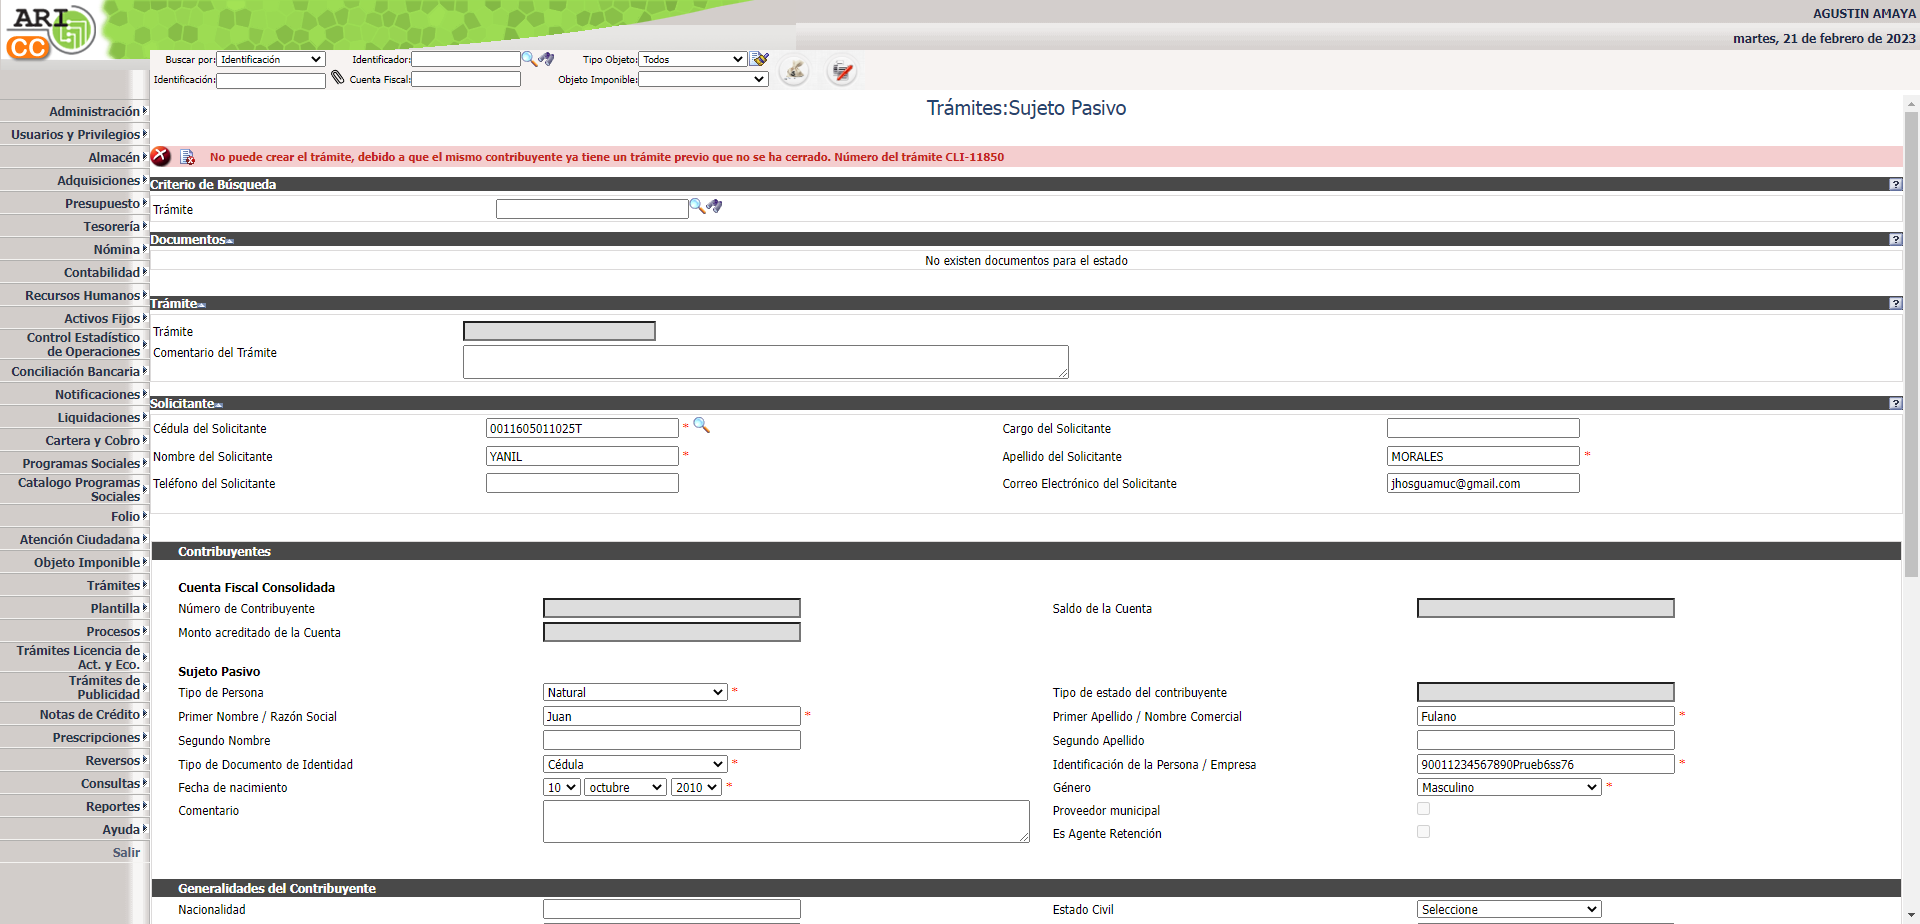 ARI
CC
AGUSTIN AMAYA
martes, 21 de febrero de 2023
Buscar por: Identificación Identificador: Tipo Objeto: Todos
Identificación: Cuenta Fiscal: Objeto Imponible:
Administración
Usuarios y Privilegios
Almacén
Adquisiciones
Presupuesto
Tesorería
Nómina
Contabilidad
Recursos Humanos
Activos Fijos
Control Estadístico
de Operaciones
Conciliación Bancaria
Notificaciones
Liquidaciones
Cartera y Cobro
Programas Sociales
Catalogo Programas
Sociales
Folio
Atención Ciudadana
Objeto Imponible
Trámites
Plantilla
Procesos
Trámites Licencia de
Act. y Eco.
Trámites de
Publicidad
Notas de Crédito
Prescripciones
Reversos
Consultas
Reportes
Ayuda
Salir
Trámites:Sujeto Pasivo
No puede crear el trámite, debido a que el mismo contribuyente ya tiene un trámite previo que no se ha cerrado. Número del trámite CLI-11850
Criterio de Búsqueda ?
Trámite
Documentos ?
No existen documentos para el estado
Trámite ?
Trámite
Comentario del Trámite
Solicitante ?
Cédula del Solicitante 0011605011025T * Cargo del Solicitante
Nombre del Solicitante YANIL * Apellido del Solicitante MORALES *
Teléfono del Solicitante Correo Electrónico del Solicitante jhosguamuc@gmail.com
Contribuyentes
Cuenta Fiscal Consolidada
Número de Contribuyente Saldo de la Cuenta
Monto acreditado de la Cuenta
Sujeto Pasivo
Tipo de Persona Natural * Tipo de estado del contribuyente
Primer Nombre / Razón Social Juan * Primer Apellido / Nombre Comercial Fulano *
Segundo Nombre Segundo Apellido
Tipo de Documento de Identidad Cédula * Identificación de la Persona / Empresa 90011234567890Prueb6ss76 *
Fecha de nacimiento 10 octubre 2010 * Género Masculino *
Comentario Proveedor municipal
Es Agente Retención
Generalidades del Contribuyente
Nacionalidad Estado Civil Seleccione